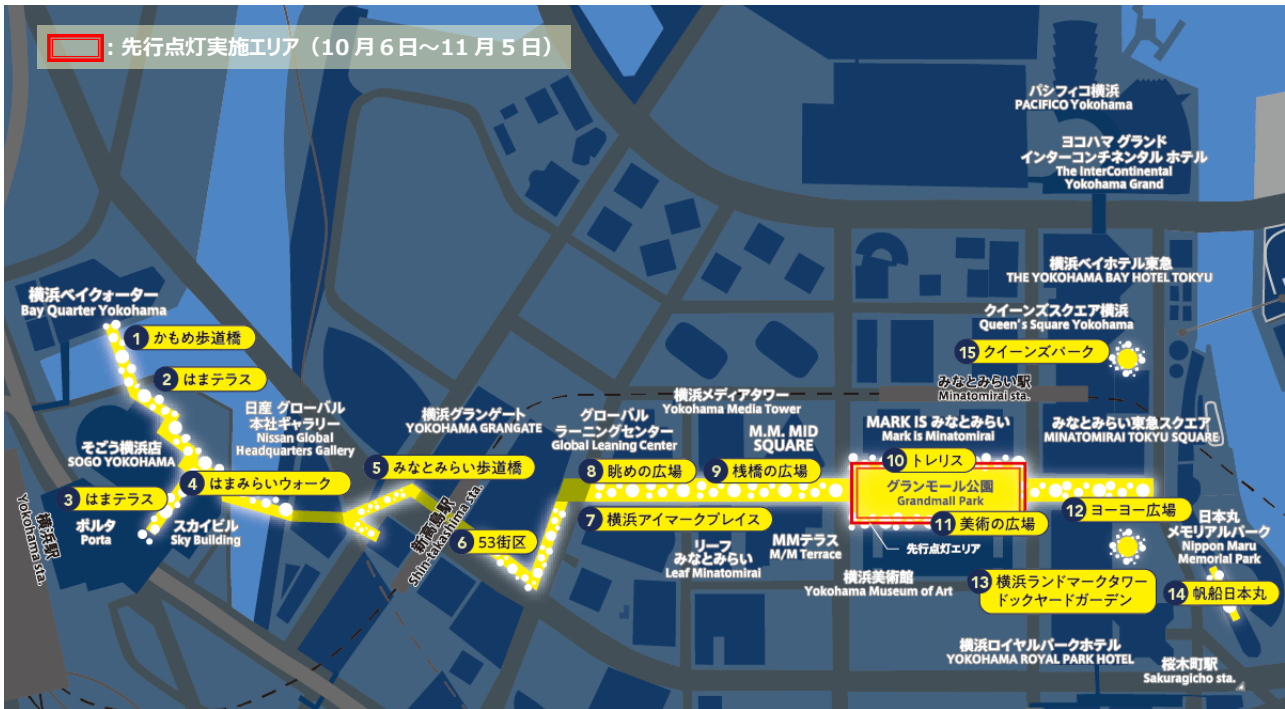 ：先行点灯実施エリア（10月6日～11月5日）
パシフィコ横浜
PACIFICO Yokohama
ヨコハマ グランド
インターコンチネンタル ホテル
The InterContinental
Yokohama Grand
横浜ベイホテル東急
THE YOKOHAMA BAY HOTEL TOKYU
横浜ベイクォーター
Bay Quarter Yokohama
クイーンズスクエア横浜
Queen's Square Yokohama
1 かもめ歩道橋
15 クイーンズパーク
2 はまテラス
みなとみらい駅
Minatomirai sta.
横浜メディアタワー
Yokohama Media Tower
日産 グローバル
本社ギャラリー
Nissan Global
Headquarters Gallery
横浜グランゲート
YOKOHAMA GRANGATE
グローバル
ラーニングセンター
Global Leaning Center
M.M. MID
SQUARE
MARK IS みなとみらい
Mark is Minatomirai
みなとみらい東急スクエア
MINATOMIRAI TOKYU SQUARE
そごう横浜店
SOGO YOKOHAMA
5 みなとみらい歩道橋
8 眺めの広場
9 桟橋の広場
10 トレリス
4 はまみらいウォーク
グランモール公園
Grandmall Park
3 はまテラス
12 ヨーヨー広場
7 横浜アイマークプレイス
11 美術の広場
横浜駅
Yokohama sta.
ポルタ
Porta
スカイビル
Sky Building
新高島駅
Shin-takashima sta.
6 53街区
リーフ
みなとみらい
Leaf Minatomirai
MMテラス
M/M Terrace
先行点灯エリア
日本丸
メモリアルパーク
Nippon Maru
Memorial Park
横浜美術館
Yokohama Museum of Art
13 横浜ランドマークタワー
ドックヤードガーデン
14 帆船日本丸
横浜ロイヤルパークホテル
YOKOHAMA ROYAL PARK HOTEL
桜木町駅
Sakuragicho sta.